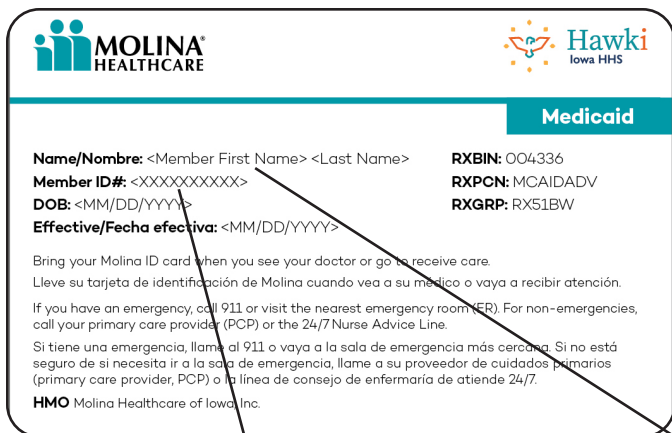 MOLINA®
HEALTHCARE
Hawki
Iowa HHS
Medicaid
Name/Nombre: <Member First Name> <Last Name>
Member ID#: <XXXXXXXXXX>
DOB: <MM/DD/YYYY>
Effective/Fecha efectiva: <MM/DD/YYYY>
RXBIN: 004336
RXPCN: MCAIDADV
RXGRP: RX51BW
Bring your Molina ID card when you see your doctor or go to receive care.
Lleve su tarjeta de identificación de Molina cuando vea a su médico o vaya a recibir atención.
If you have an emergency, call 911 or visit the nearest emergency room (ER). For non-emergencies,
call your primary care provider (PCP) or the 24/7 Nurse Advice Line.
Si tiene una emergencia, llame al 911 o vaya a la sala de emergencia más cercana. Si no está
seguro de si necesita ir a la sala de emergencia, llame a su proveedor de cuidados primarios
(primary care provider, PCP) o la línea de consejo de enfermaría de atiende 24/7.
HMO Molina Healthcare of Iowa, Inc.